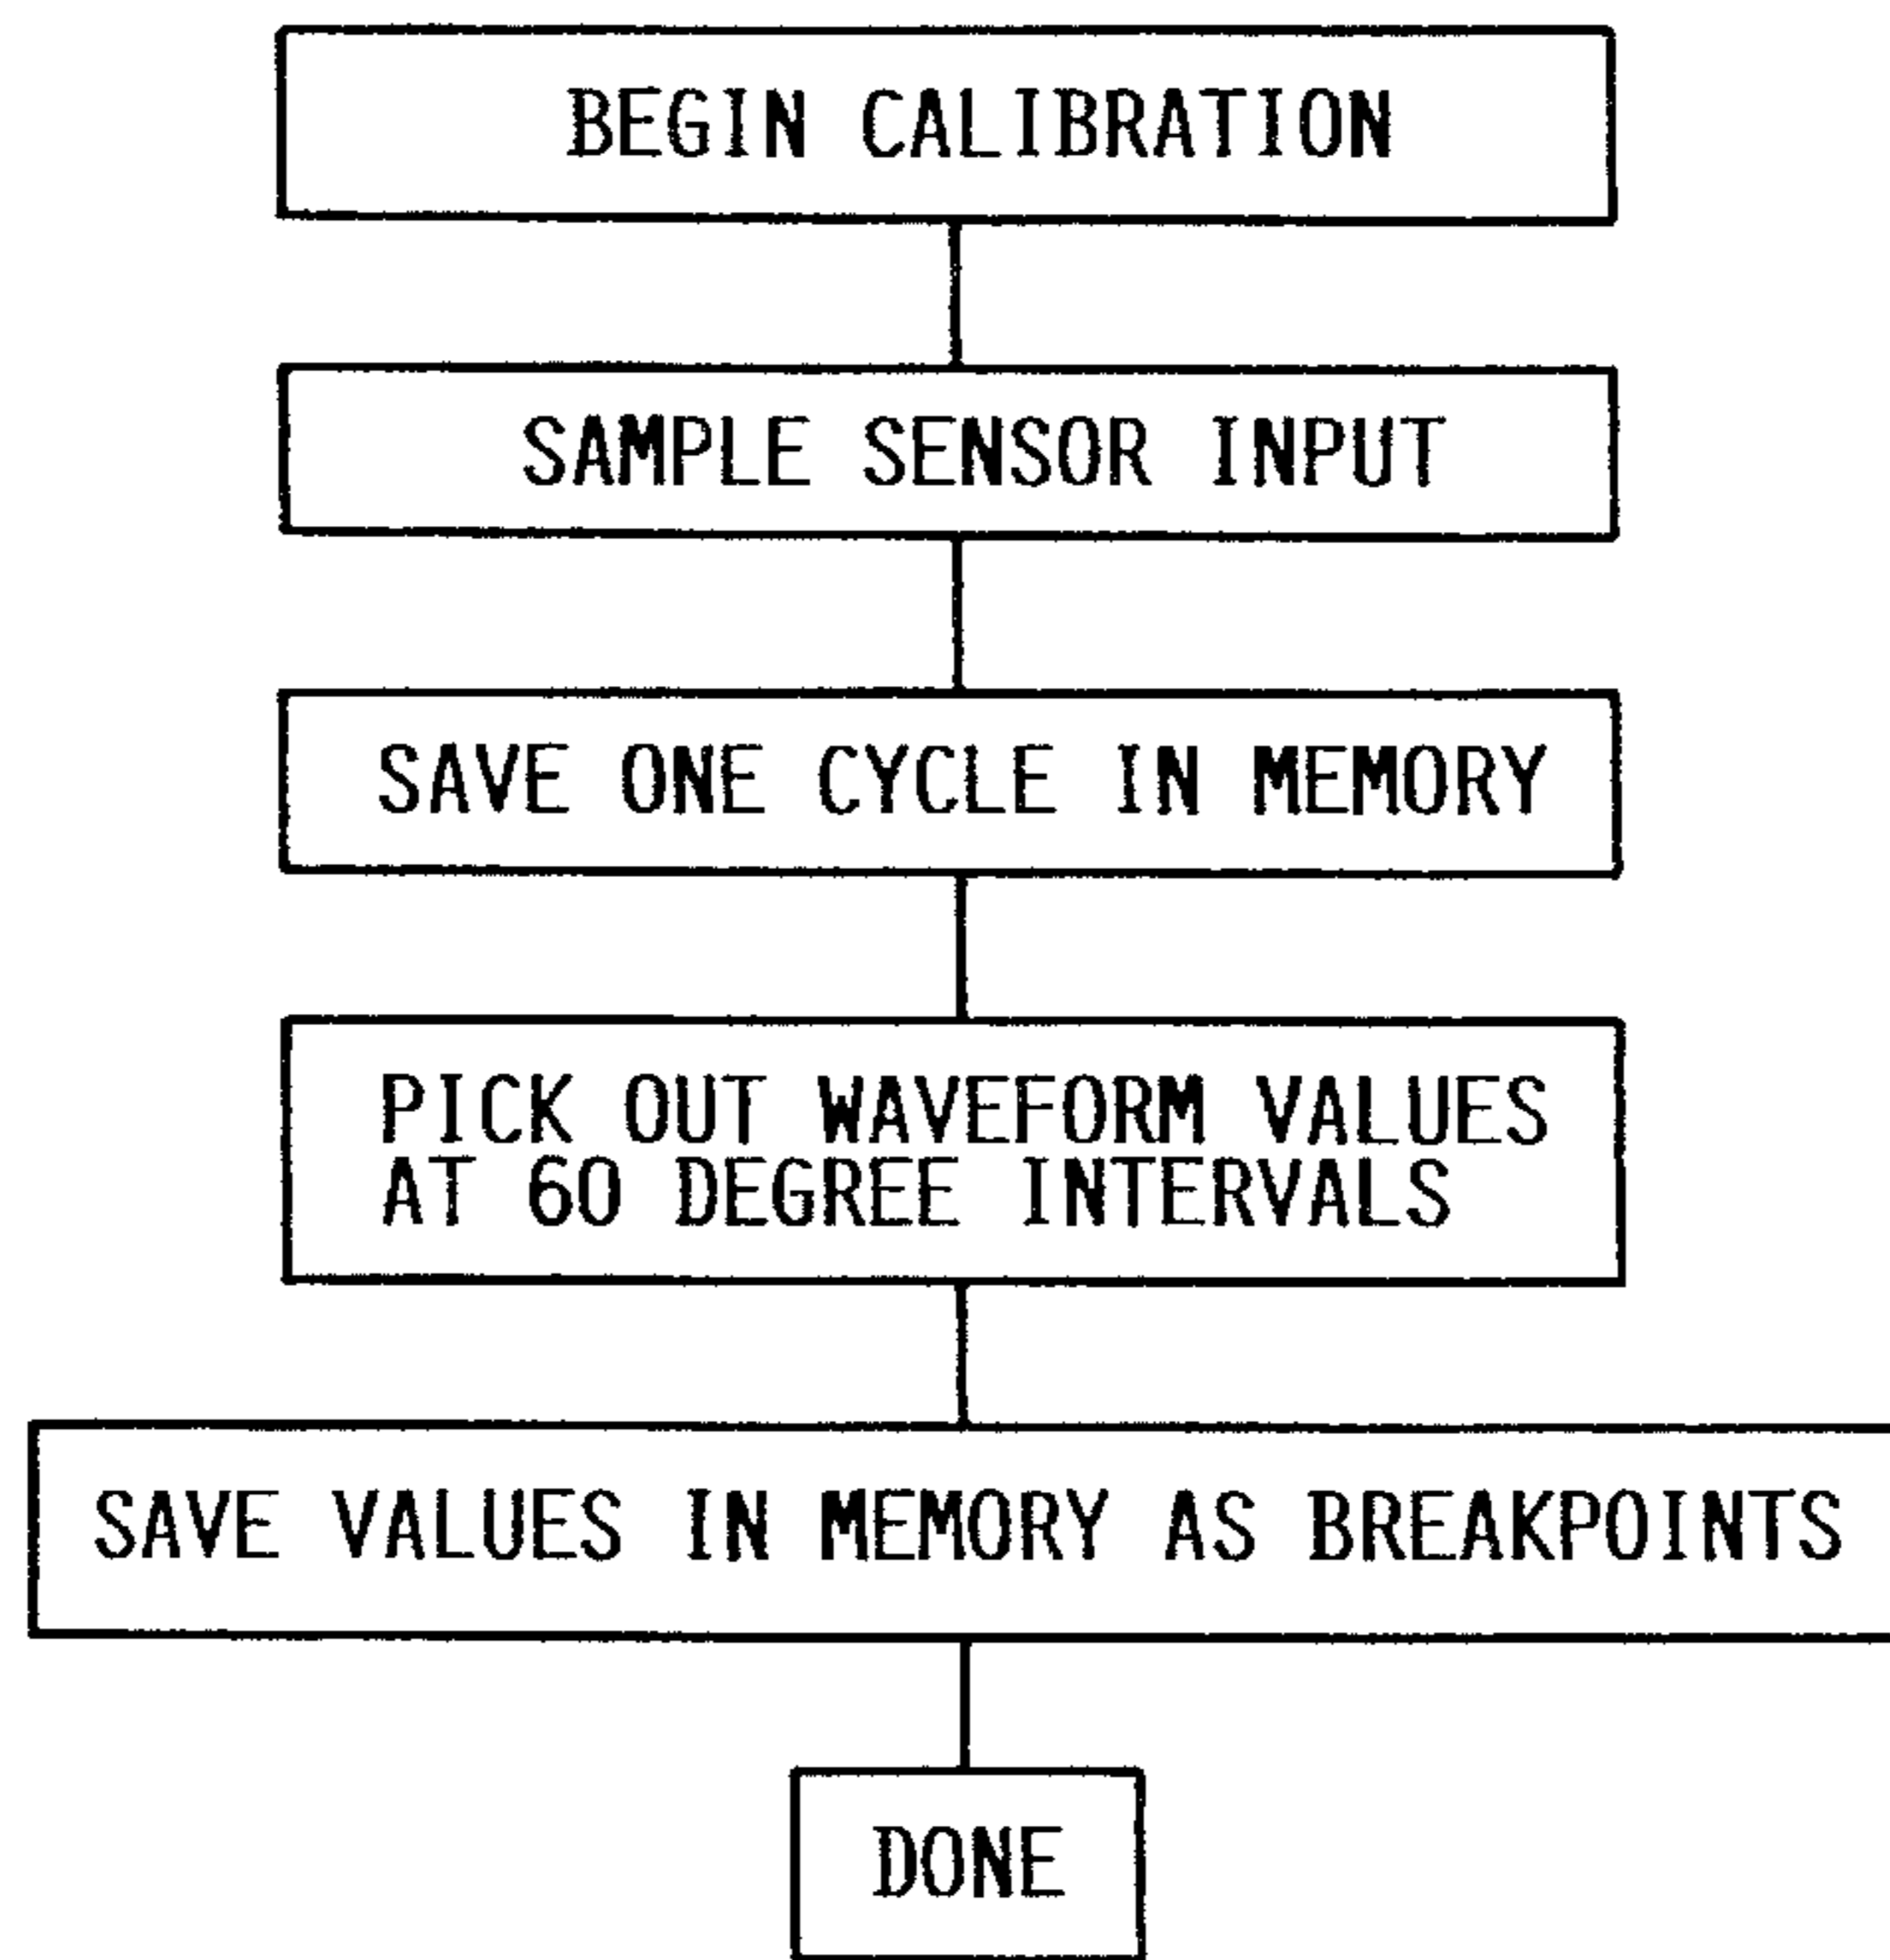 BEGIN CALIBRATION
SAMPLE SENSOR INPUT
SAVE ONE CYCLE IN MEMORY
PICK OUT WAVEFORM VALUES
AT 60 DEGREE INTERVALS
SAVE VALUES IN MEMORY AS BREAKPOINTS
DONE